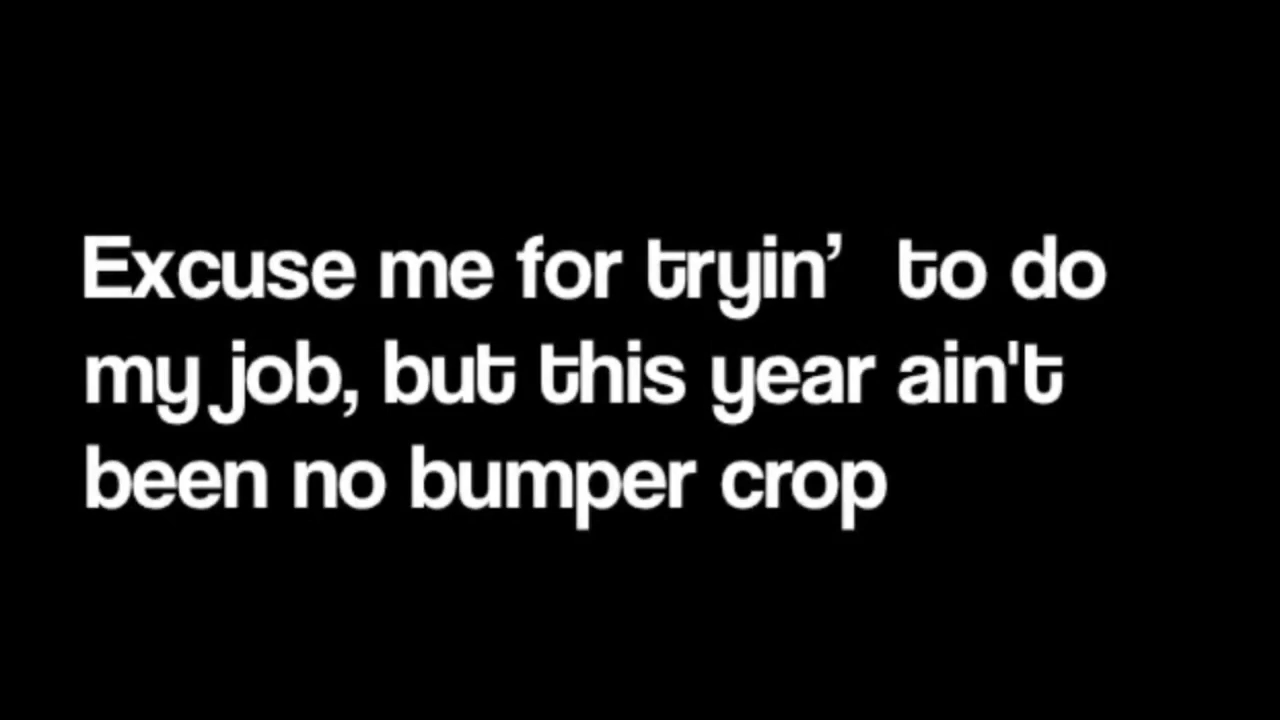 Excuse me for tryin’ to do
my job, but this year ain't
been no bumper crop